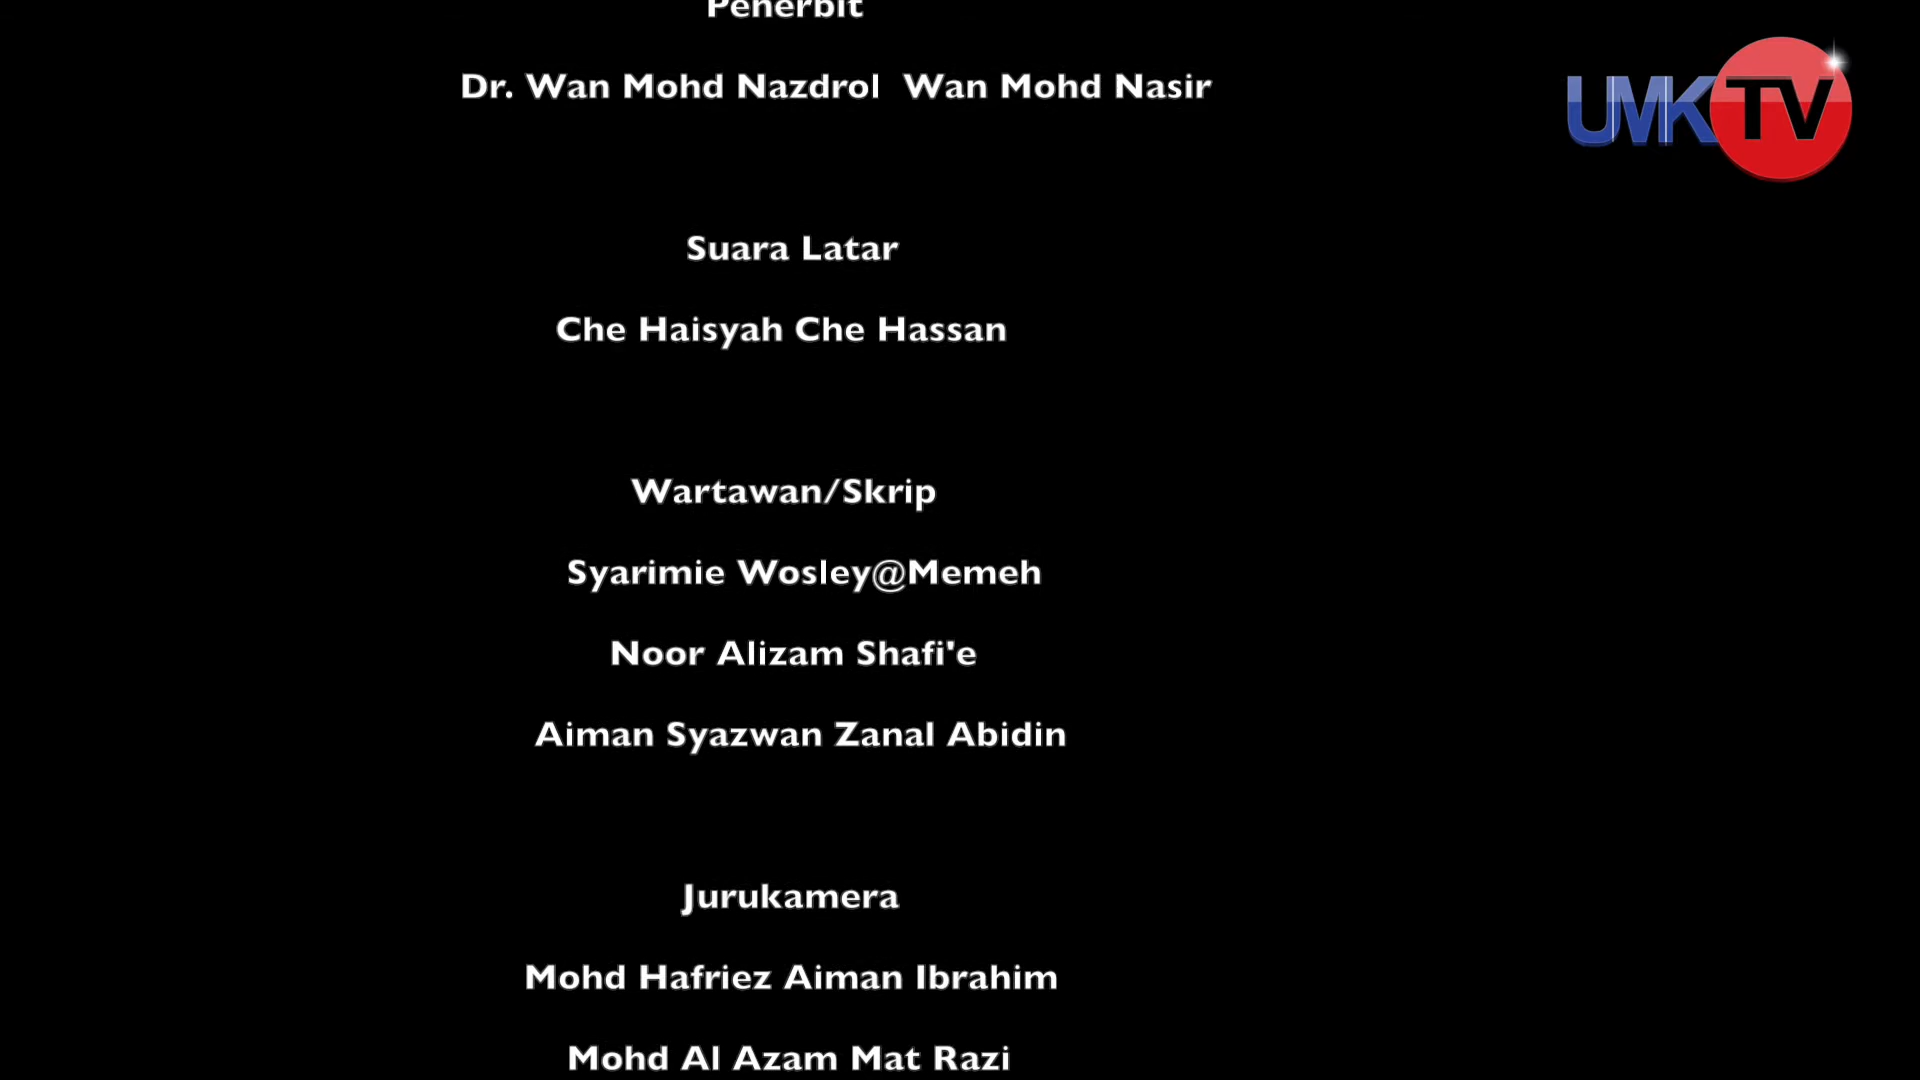 Penerbit
Dr. Wan Mohd Nazdrol  Wan Mohd Nasir
UMKTV
Suara Latar
Che Haisyah Che Hassan
Wartawan/Skrip
Syarimie Wosley@Memeh
Noor Alizam Shafi'e
Aiman Syazwan Zanal Abidin
Jurukamera
Mohd Hafriez Aiman Ibrahim
Mohd Al Azam Mat Razi